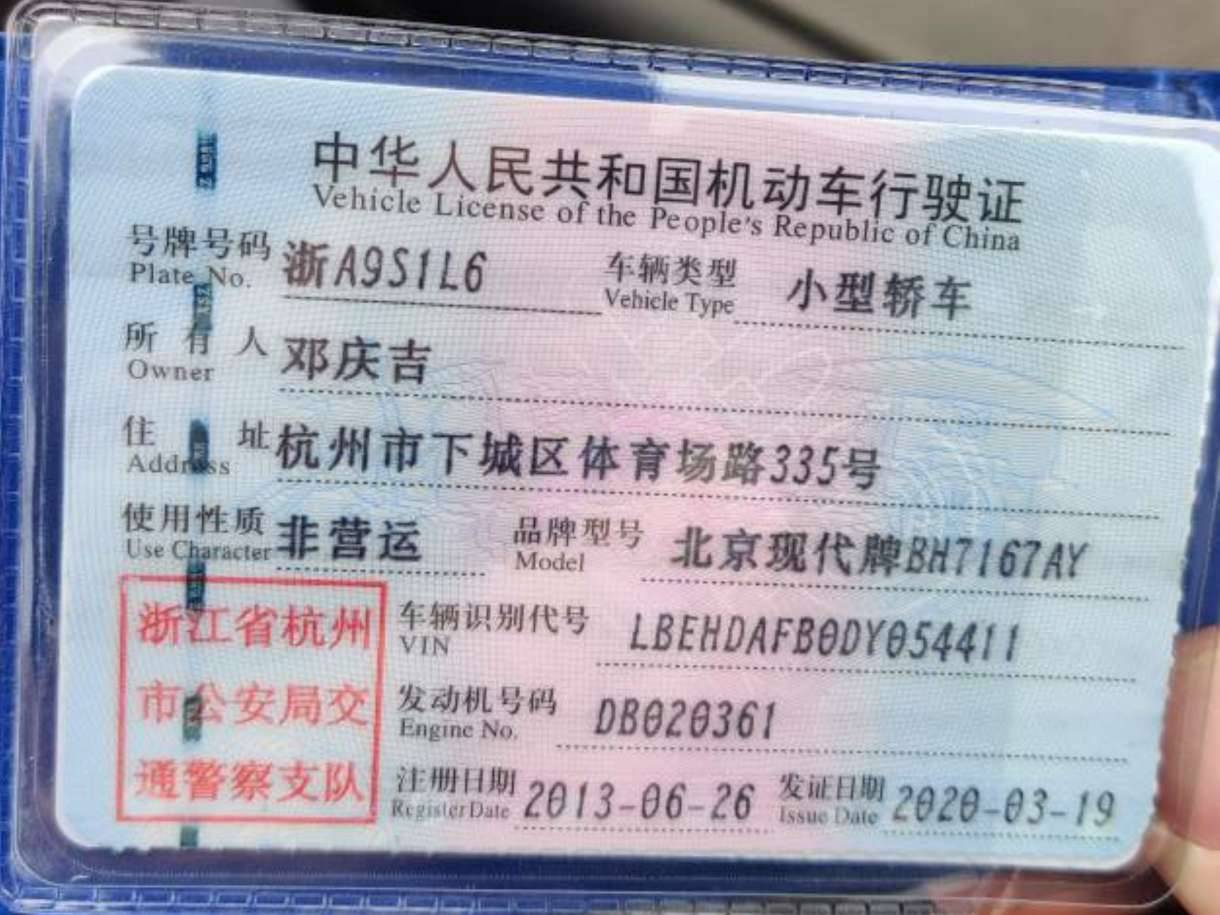 中华人民共和国机动车行驶证
Vehicle License of the People's Republic of China
号牌号码 浙A9S1L6 车辆类型 小型轿车
Plate No. Vehicle Type
所有人 邓庆吉
Owner
住址 杭州市下城区体育场路335号
Address
使用性质 非营运 品牌型号 北京现代牌BH7167AY
Use Character Model
浙江省杭州
市公安局交
通警察支队
车辆识别代号 LBEHDAFB0DY054411
VIN
发动机号码 DB020361
Engine No.
注册日期 2013-06-26 发证日期 2020-03-19
Register Date Issue Date